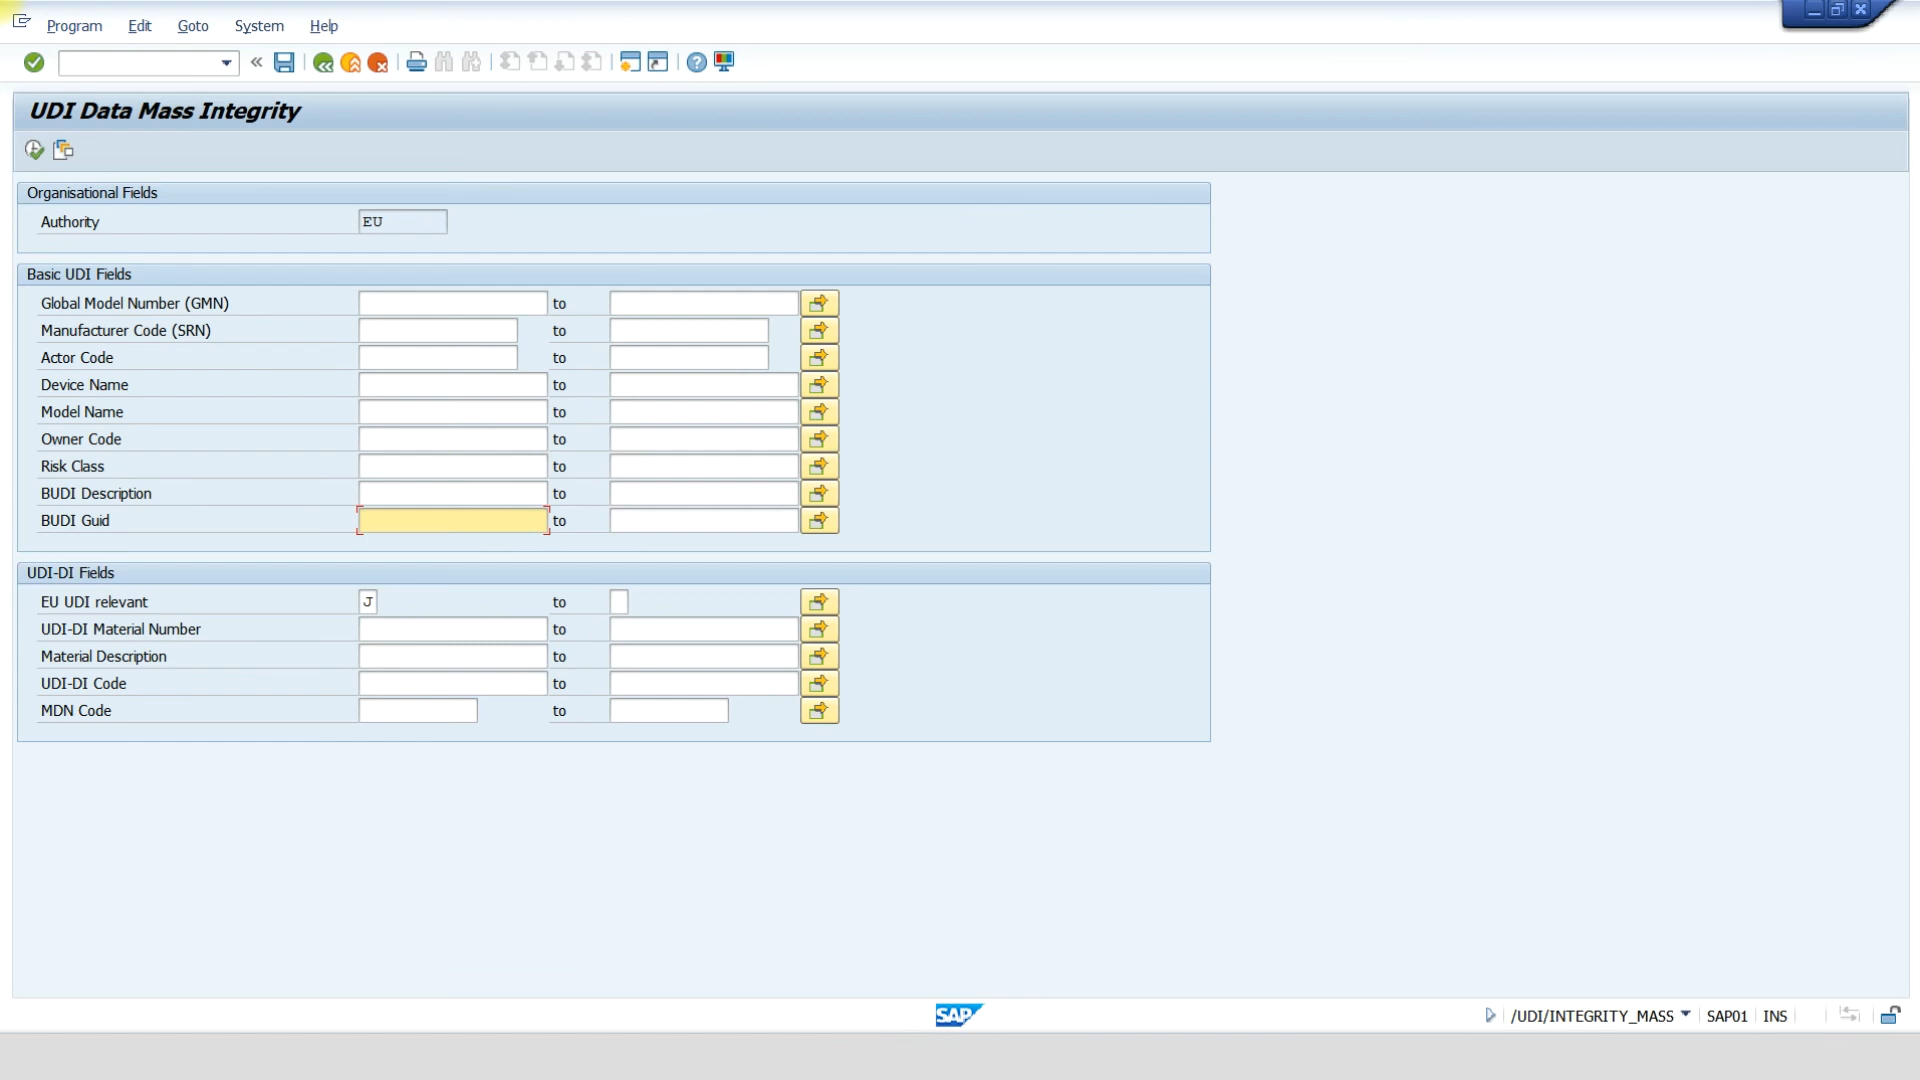 Program Edit Goto System Help
UDI Data Mass Integrity
Organisational Fields
Authority EU
Basic UDI Fields
Global Model Number (GMN) to
Manufacturer Code (SRN) to
Actor Code to
Device Name to
Model Name to
Owner Code to
Risk Class to
BUDI Description to
BUDI Guid to
UDI-DI Fields
EU UDI relevant J to
UDI-DI Material Number to
Material Description to
UDI-DI Code to
MDN Code to
SAP /UDI/INTEGRITY_MASS SAP01 INS